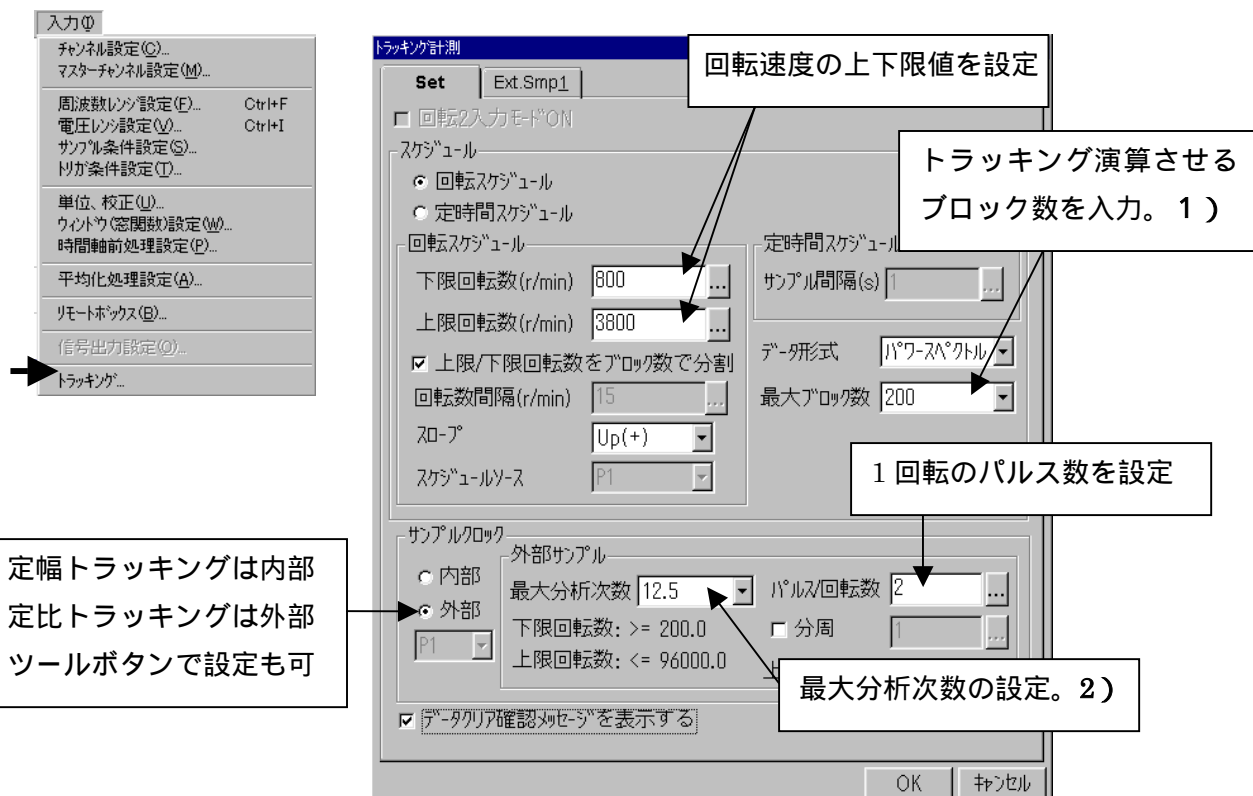 入力(I)
チャンネル設定(C)...
マスターチャンネル設定(M)...
周波数レンジ設定(F)... Ctrl+F
電圧レンジ設定(V)... Ctrl+I
サンプル条件設定(S)...
トリガ条件設定(T)...
単位、校正(U)...
ウィンドウ(窓関数)設定(W)...
時間軸前処理設定(P)...
平均化処理設定(A)...
リモートボックス(B)...
信号出力設定(O)...
トラッキング...
トラッキング計測
Set
Ext.Smp1
回転2入力モードON
スケジュール
回転スケジュール
定時間スケジュール
回転スケジュール
下限回転数(r/min) 800 ...
上限回転数(r/min) 3800 ...
上限/下限回転数をブロック数で分割
回転数間隔(r/min) 15 ...
スロープ Up(+)
スケジュールソース P1
定時間スケジュール
サンプル間隔(s) 1 ...
データ形式 パワースペクトル
最大ブロック数 200
サンプルクロック
内部
外部
P1
外部サンプル
最大分析次数 12.5
下限回転数: >= 200.0
上限回転数: <= 96000.0
パルス/回転数 2 ...
分周 1 ...
データクリア確認メッセージを表示する
OK
キャンセル
回転速度の上下限値を設定
トラッキング演算させる
ブロック数を入力。1)
1回転のパルス数を設定
最大分析次数の設定。2)
定幅トラッキングは内部
定比トラッキングは外部
ツールボタンで設定も可